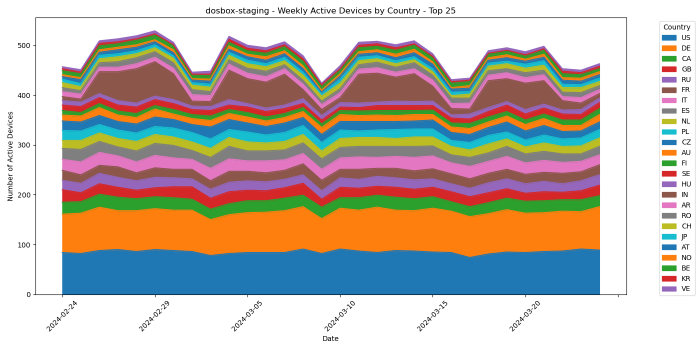 dosbox-staging - Weekly Active Devices by Country - Top 25
Number of Active Devices
500
400
300
200
100
0
2024-02-24
2024-02-29
2024-03-05
2024-03-10
2024-03-15
2024-03-20
Date
Country
US
DE
CA
GB
RU
FR
IT
ES
NL
PL
CZ
AU
FI
SE
HU
IN
AR
RO
CH
JP
AT
NO
BE
KR
VE